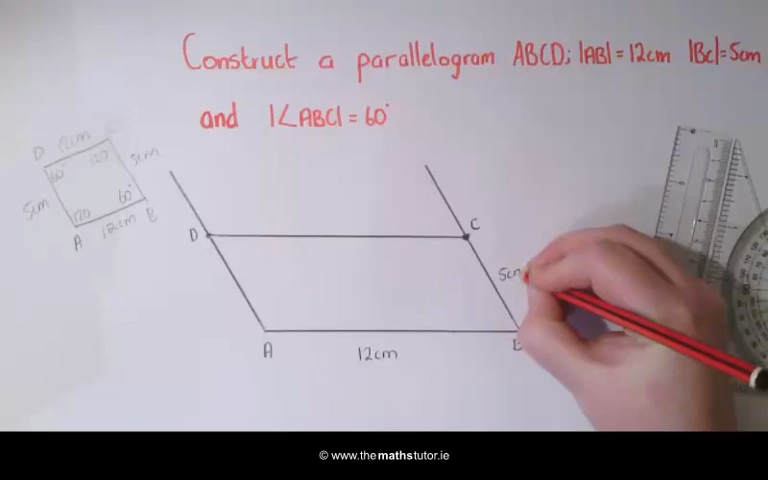 Construct a parallelogram ABCD; |AB| = 12cm |BC| = 5cm
and |∠ABC| = 60°
D 12cm C
60° 120 5cm
5cm 60°
120 B
A 12cm
D C
5cm
A 12cm
© www.themathstutor.ie